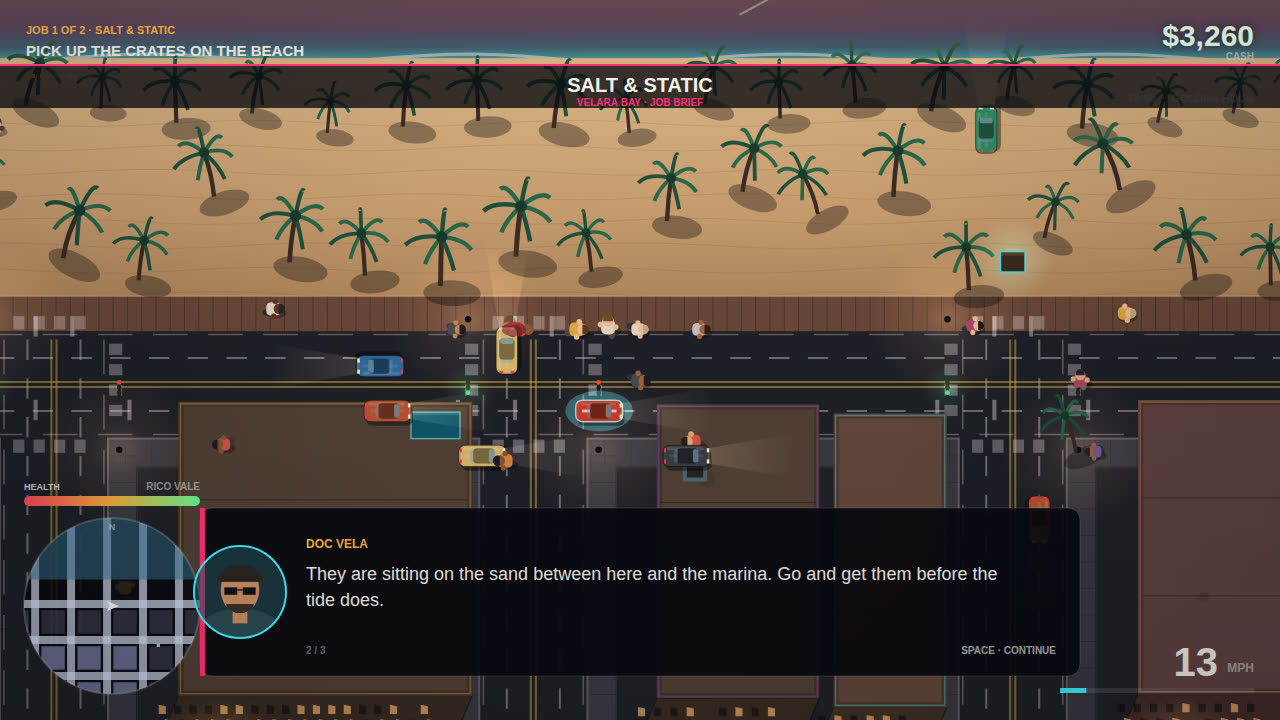 JOB 1 OF 2 · SALT & STATIC
PICK UP THE CRATES ON THE BEACH
$3,260
CASH
SALT & STATIC
VELARA BAY · JOB BRIEF
HEALTH
RICO VALE
N
DOC VELA
They are sitting on the sand between here and the marina. Go and get them before the
tide does.
2 / 3
SPACE · CONTINUE
13 MPH